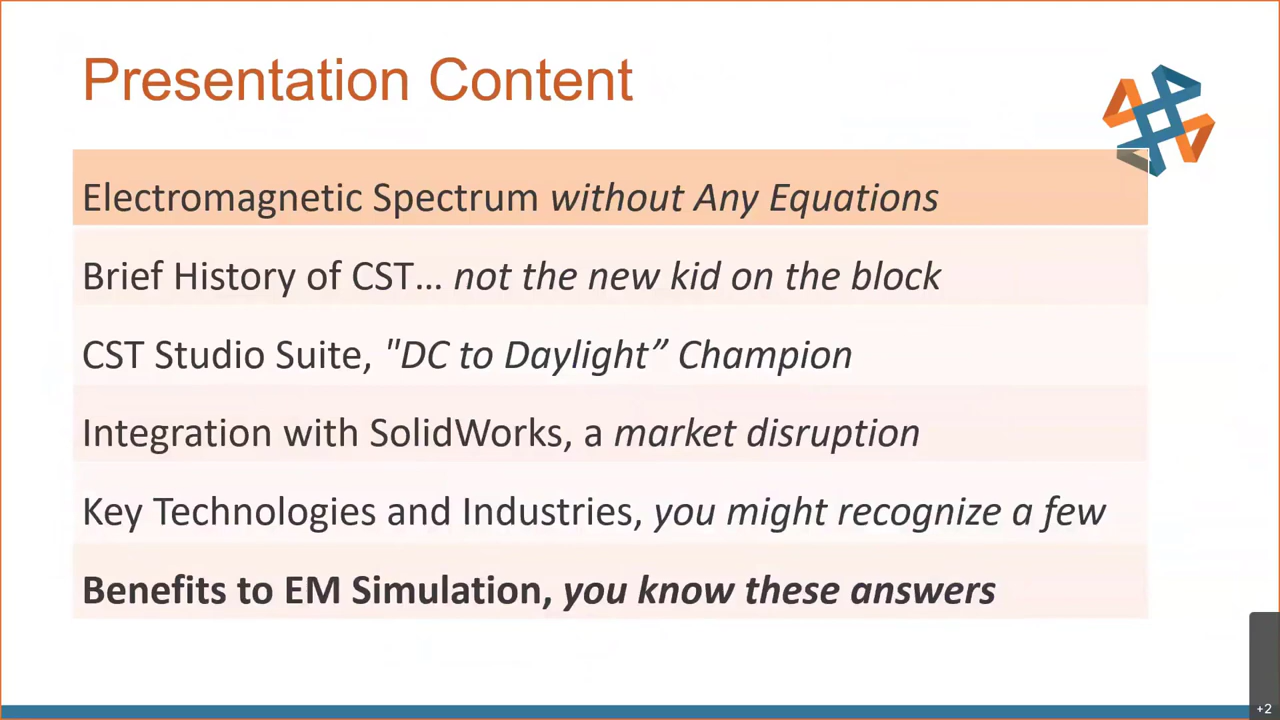 Presentation Content
Electromagnetic Spectrum without Any Equations
Brief History of CST… not the new kid on the block
CST Studio Suite, "DC to Daylight” Champion
Integration with SolidWorks, a market disruption
Key Technologies and Industries, you might recognize a few
Benefits to EM Simulation, you know these answers
+2